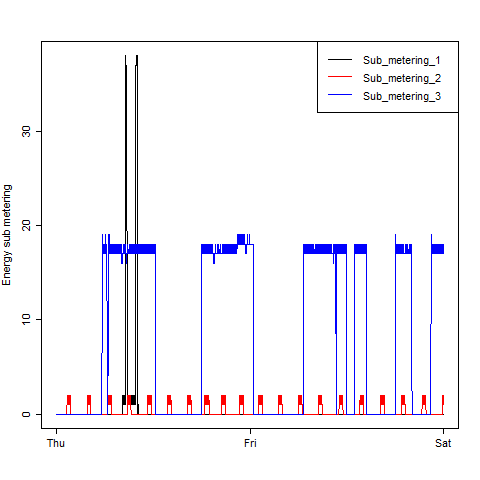 Sub_metering_1
Sub_metering_2
Sub_metering_3
Energy sub metering
30
20
10
0
Thu
Fri
Sat